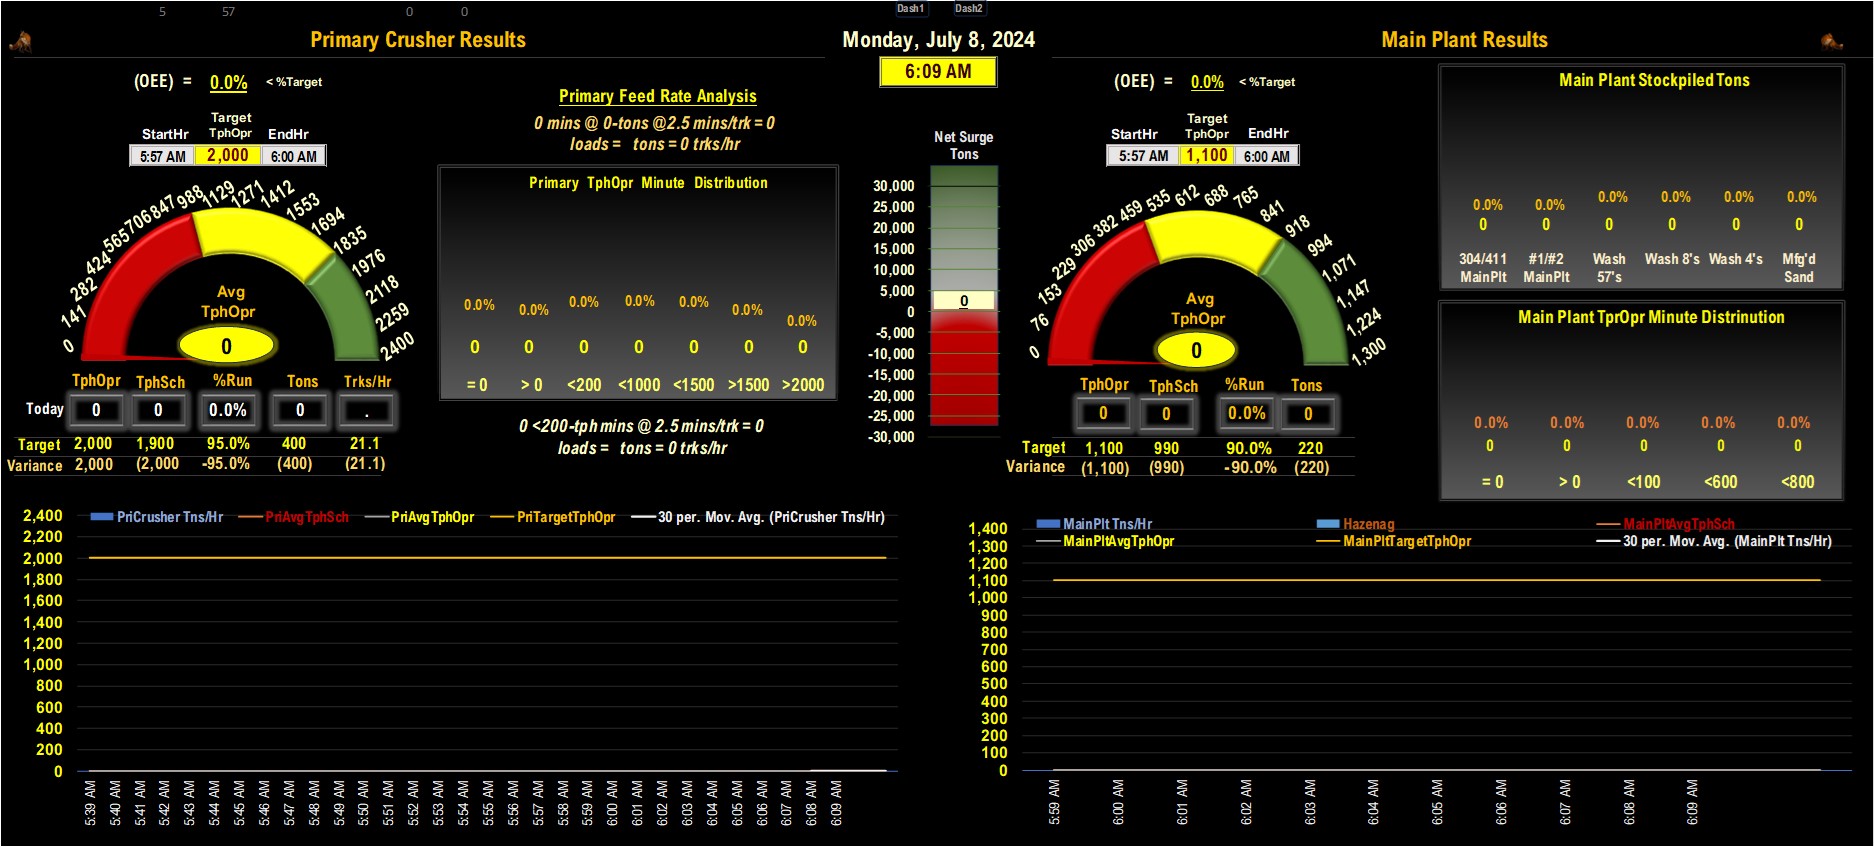 5 57 0 0 Dash1 Dash2
Primary Crusher Results
Monday, July 8, 2024
Main Plant Results
6:09 AM
(OEE) = 0.0% < %Target
Primary Feed Rate Analysis
0 mins @ 0-tons @2.5 mins/trk = 0
loads = tons = 0 trks/hr
StartHr Target TphOpr EndHr
5:57 AM 2,000 6:00 AM
0 141 282 424 565 706 847 988 1129 1271 1412 1553 1694 1835 1976 2118 2259 2400
Avg
TphOpr
0
Primary TphOpr Minute Distribution
0.0% 0.0% 0.0% 0.0% 0.0% 0.0% 0.0%
0 0 0 0 0 0 0
= 0 > 0 <200 <1000 <1500 >1500 >2000
0 <200-tph mins @ 2.5 mins/trk = 0
loads = tons = 0 trks/hr
TphOpr TphSch %Run Tons Trks/Hr
Today 0 0 0.0% 0 .
Target 2,000 1,900 95.0% 400 21.1
Variance 2,000 (2,000 -95.0% (400) (21.1)
Net Surge
Tons
30,000
25,000
20,000
15,000
10,000
5,000
0
0
-5,000
-10,000
-15,000
-20,000
-25,000
-30,000
(OEE) = 0.0% < %Target
StartHr Target TphOpr EndHr
5:57 AM 1,100 6:00 AM
0 76 153 229 306 382 459 535 612 688 765 841 918 994 1,071 1,147 1,224 1,300
Avg
TphOpr
0
TphOpr TphSch %Run Tons
0 0 0.0% 0
Target 1,100 990 90.0% 220
Variance (1,100) (990) -90.0% (220)
Main Plant Stockpiled Tons
0.0% 0.0% 0.0% 0.0% 0.0% 0.0%
0 0 0 0 0 0
304/411 #1/#2 Wash Wash 8's Wash 4's Mfg'd
MainPlt MainPlt 57's Sand
Main Plant TprOpr Minute Distrinution
0.0% 0.0% 0.0% 0.0% 0.0%
0 0 0 0 0
= 0 > 0 <100 <600 <800
PriCrusher Tns/Hr PriAvgTphSch PriAvgTphOpr PriTargetTphOpr 30 per. Mov. Avg. (PriCrusher Tns/Hr)
2,400
2,200
2,000
1,800
1,600
1,400
1,200
1,000
800
600
400
200
0
5:39 AM 5:40 AM 5:41 AM 5:42 AM 5:43 AM 5:44 AM 5:45 AM 5:46 AM 5:47 AM 5:48 AM 5:49 AM 5:50 AM 5:51 AM 5:52 AM 5:53 AM 5:54 AM 5:55 AM 5:56 AM 5:57 AM 5:58 AM 5:59 AM 6:00 AM 6:01 AM 6:02 AM 6:03 AM 6:04 AM 6:05 AM 6:06 AM 6:07 AM 6:08 AM 6:09 AM
MainPlt Tns/Hr Hazenag MainPltAvgTphSch
MainPltAvgTphOpr MainPltTargetTphOpr 30 per. Mov. Avg. (MainPlt Tns/Hr)
1,400
1,300
1,200
1,100
1,000
900
800
700
600
500
400
300
200
100
0
5:59 AM 6:00 AM 6:01 AM 6:02 AM 6:03 AM 6:04 AM 6:05 AM 6:06 AM 6:07 AM 6:08 AM 6:09 AM